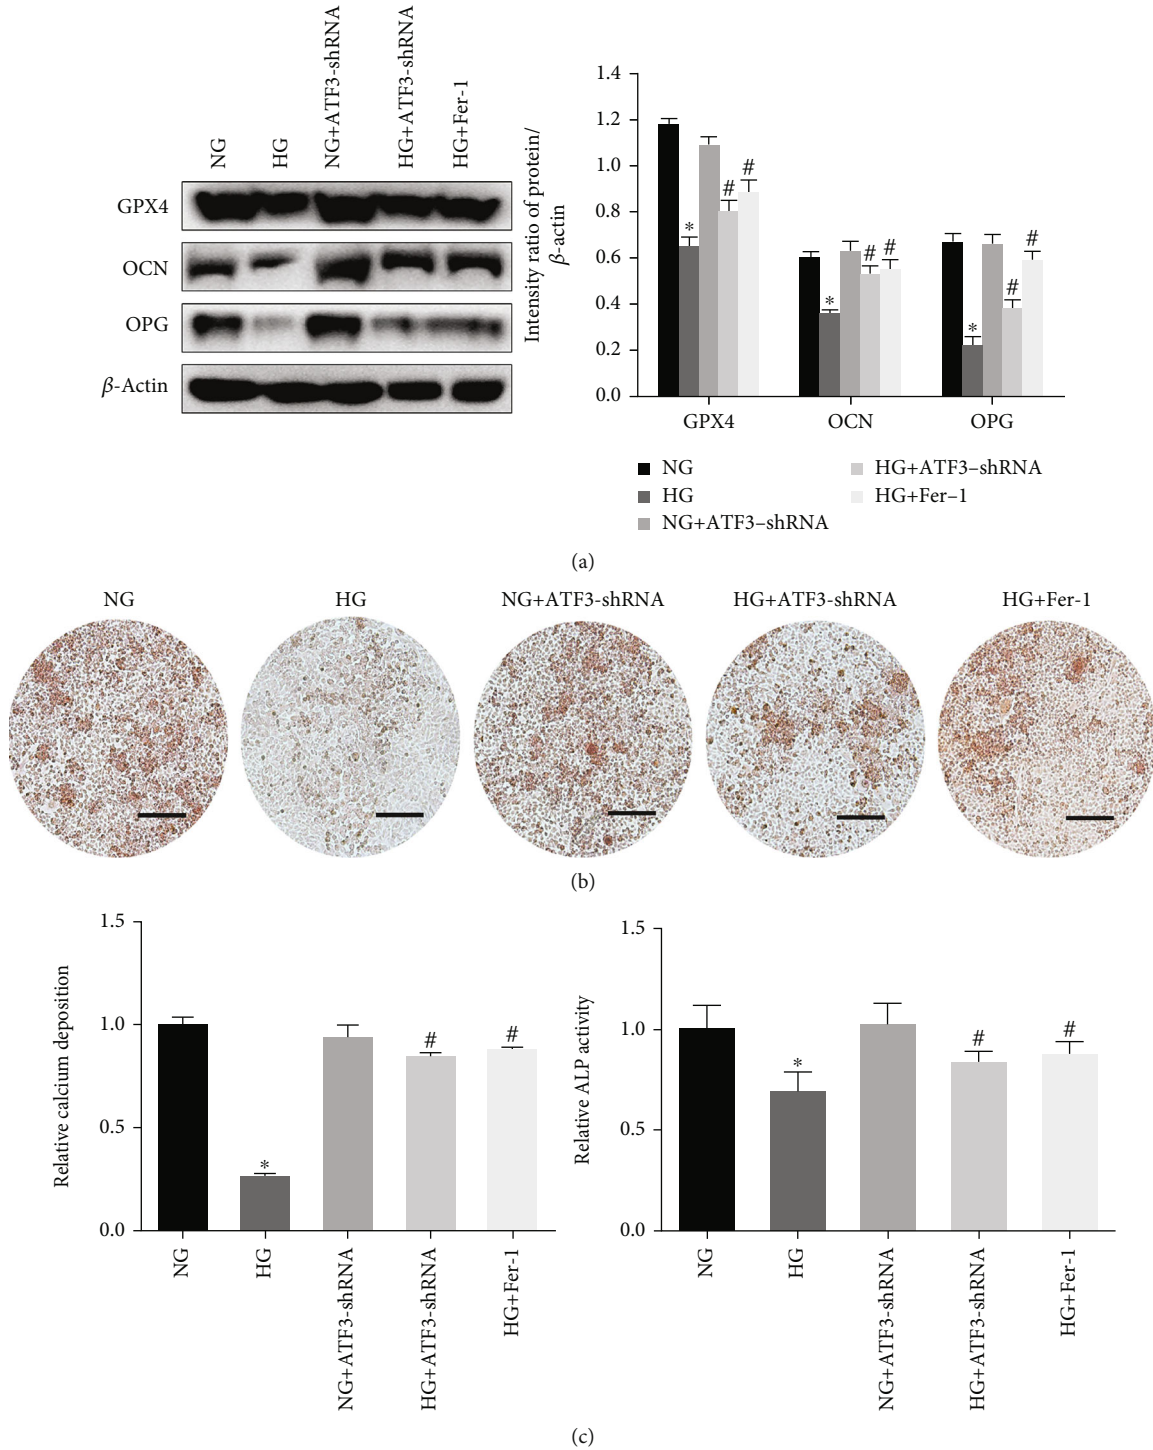 NG
HG
NG+ATF3-shRNA
HG+ATF3-shRNA
HG+Fer-1
GPX4
OCN
OPG
β-Actin
Intensity ratio of protein/
β-actin
1.4
1.2
1.0
0.8
0.6
0.4
0.2
0.0
*
#
#
*
#
#
*
#
#
GPX4
OCN
OPG
NG
HG
NG+ATF3–shRNA
HG+ATF3–shRNA
HG+Fer–1
(a)
NG
HG
NG+ATF3-shRNA
HG+ATF3-shRNA
HG+Fer-1
(b)
Relative calcium deposition
1.5
1.0
0.5
0.0
*
#
#
NG
HG
NG+ATF3-shRNA
HG+ATF3-shRNA
HG+Fer-1
Relative ALP activity
1.5
1.0
0.5
0.0
*
#
#
NG
HG
NG+ATF3-shRNA
HG+ATF3-shRNA
HG+Fer-1
(c)